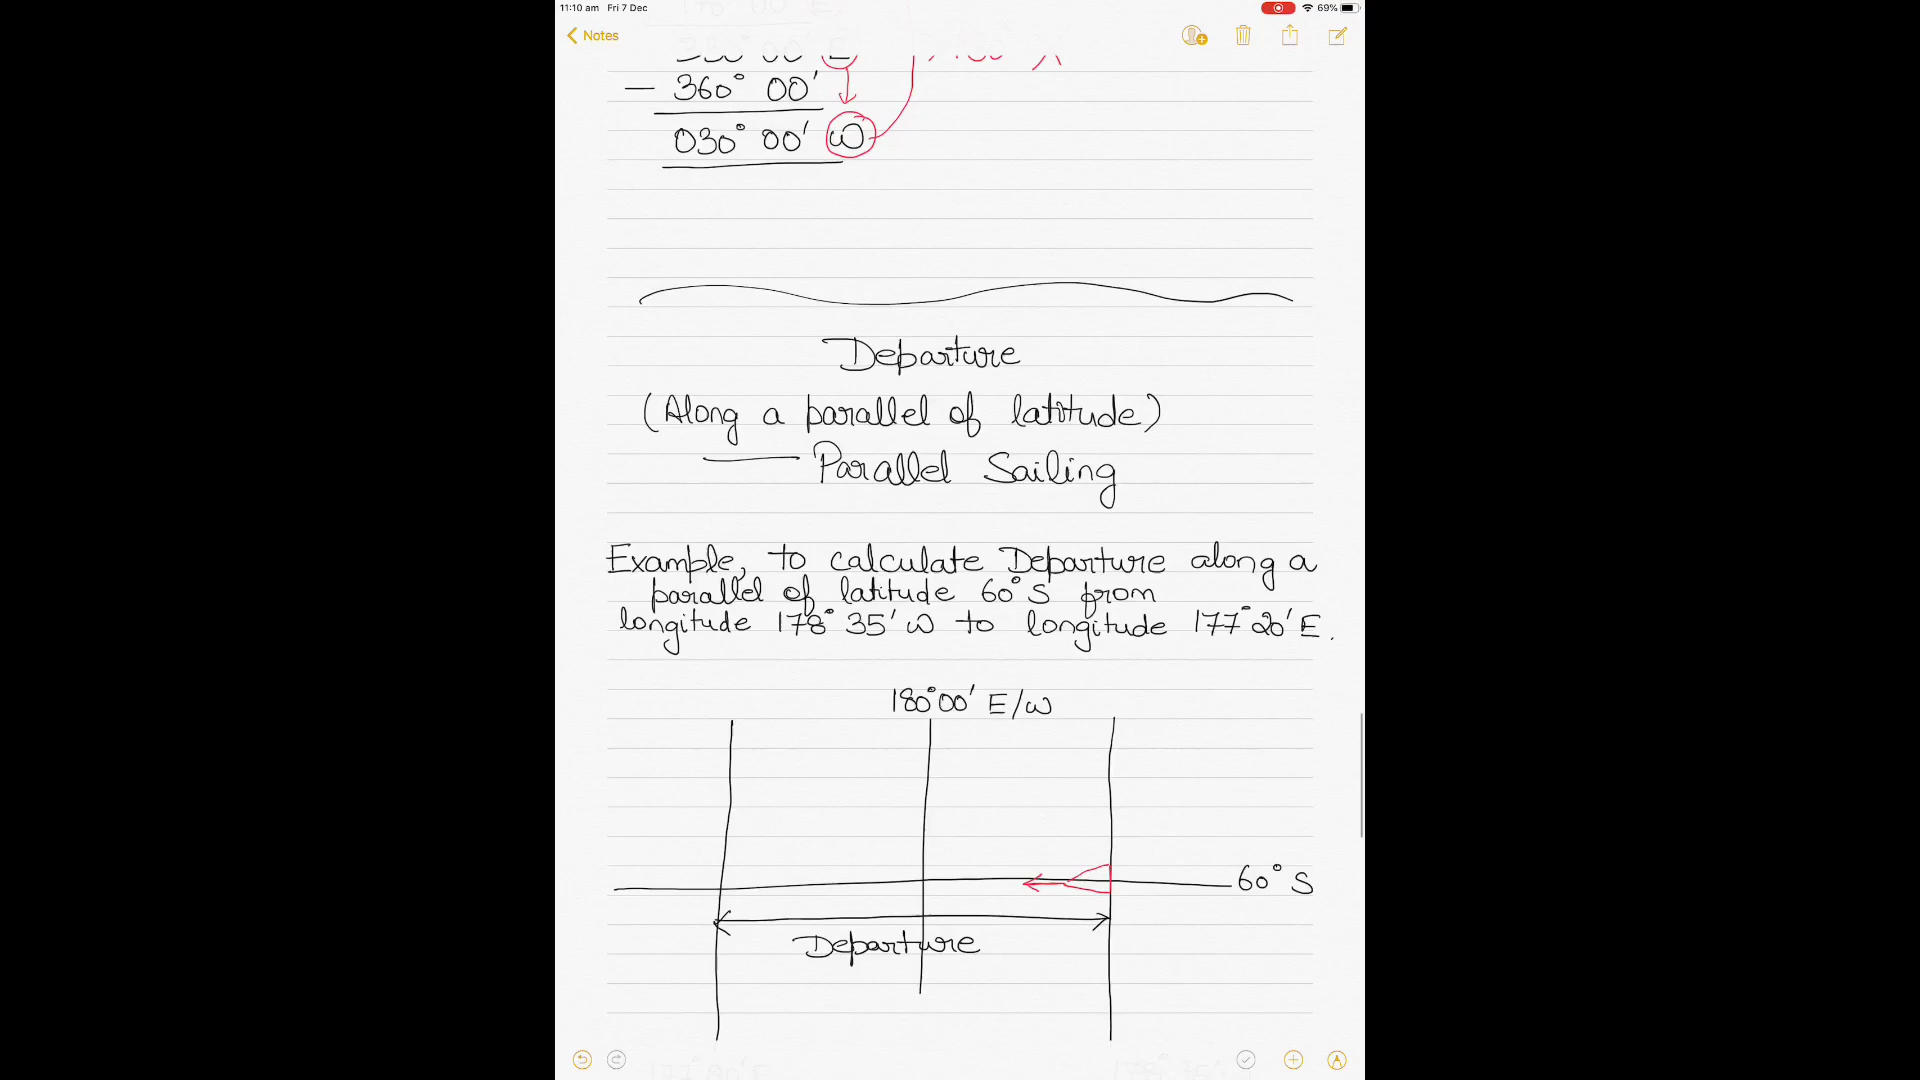 11:10 am Fri 7 Dec
69%
Notes
— 360° 00'
030° 00' W
Departure
(Along a parallel of latitude)
— Parallel Sailing
Example, to calculate Departure along a
parallel of latitude 60° S from
longitude 178° 35' W to longitude 177° 20' E.
180°00' E/W
60° S
Departure